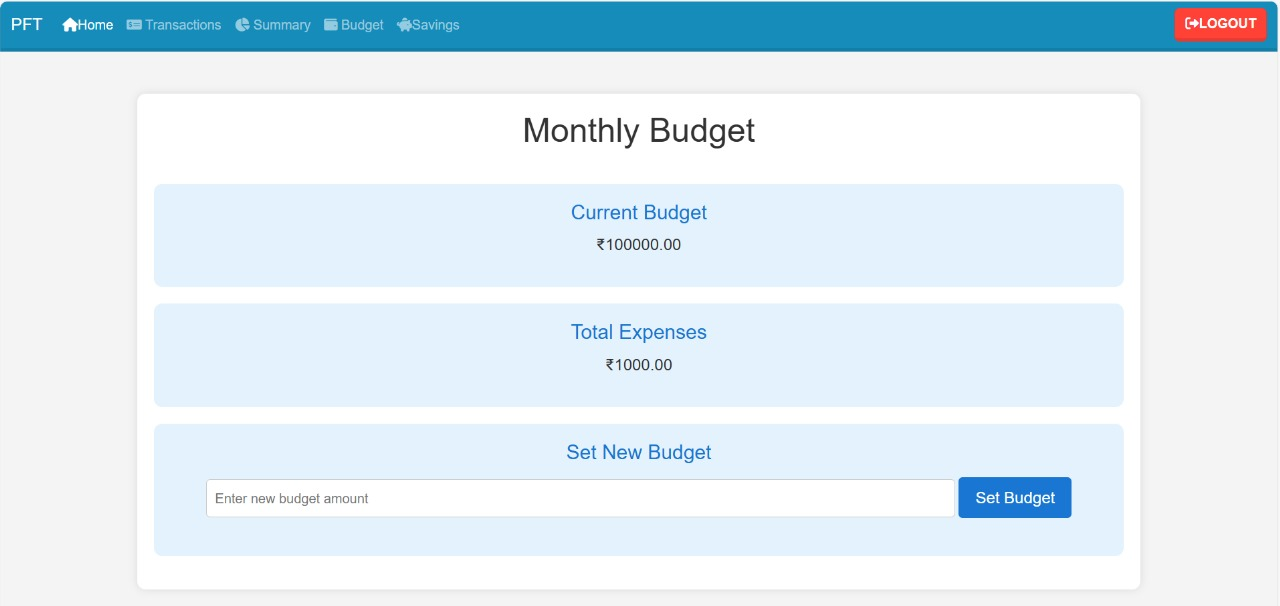 PFT Home Transactions Summary Budget Savings LOGOUT
Monthly Budget
Current Budget
₹100000.00
Total Expenses
₹1000.00
Set New Budget
Enter new budget amount Set Budget